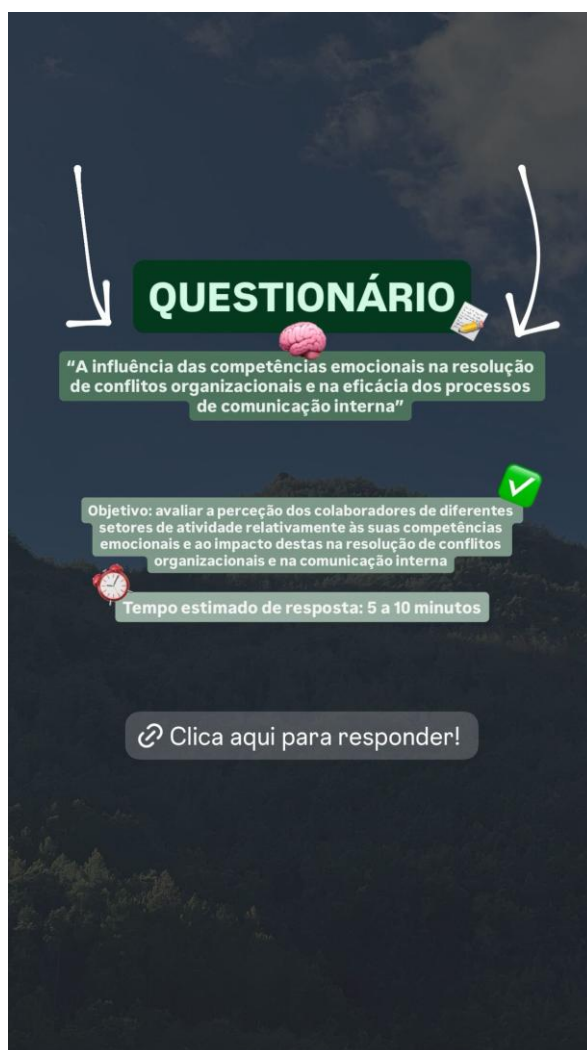 QUESTIONÁRIO
“A influência das competências emocionais na resolução
de conflitos organizacionais e na eficácia dos processos
de comunicação interna”
Objetivo: avaliar a perceção dos colaboradores de diferentes
setores de atividade relativamente às suas competências
emocionais e ao impacto destas na resolução de conflitos
organizacionais e na comunicação interna
Tempo estimado de resposta: 5 a 10 minutos
Clica aqui para responder!